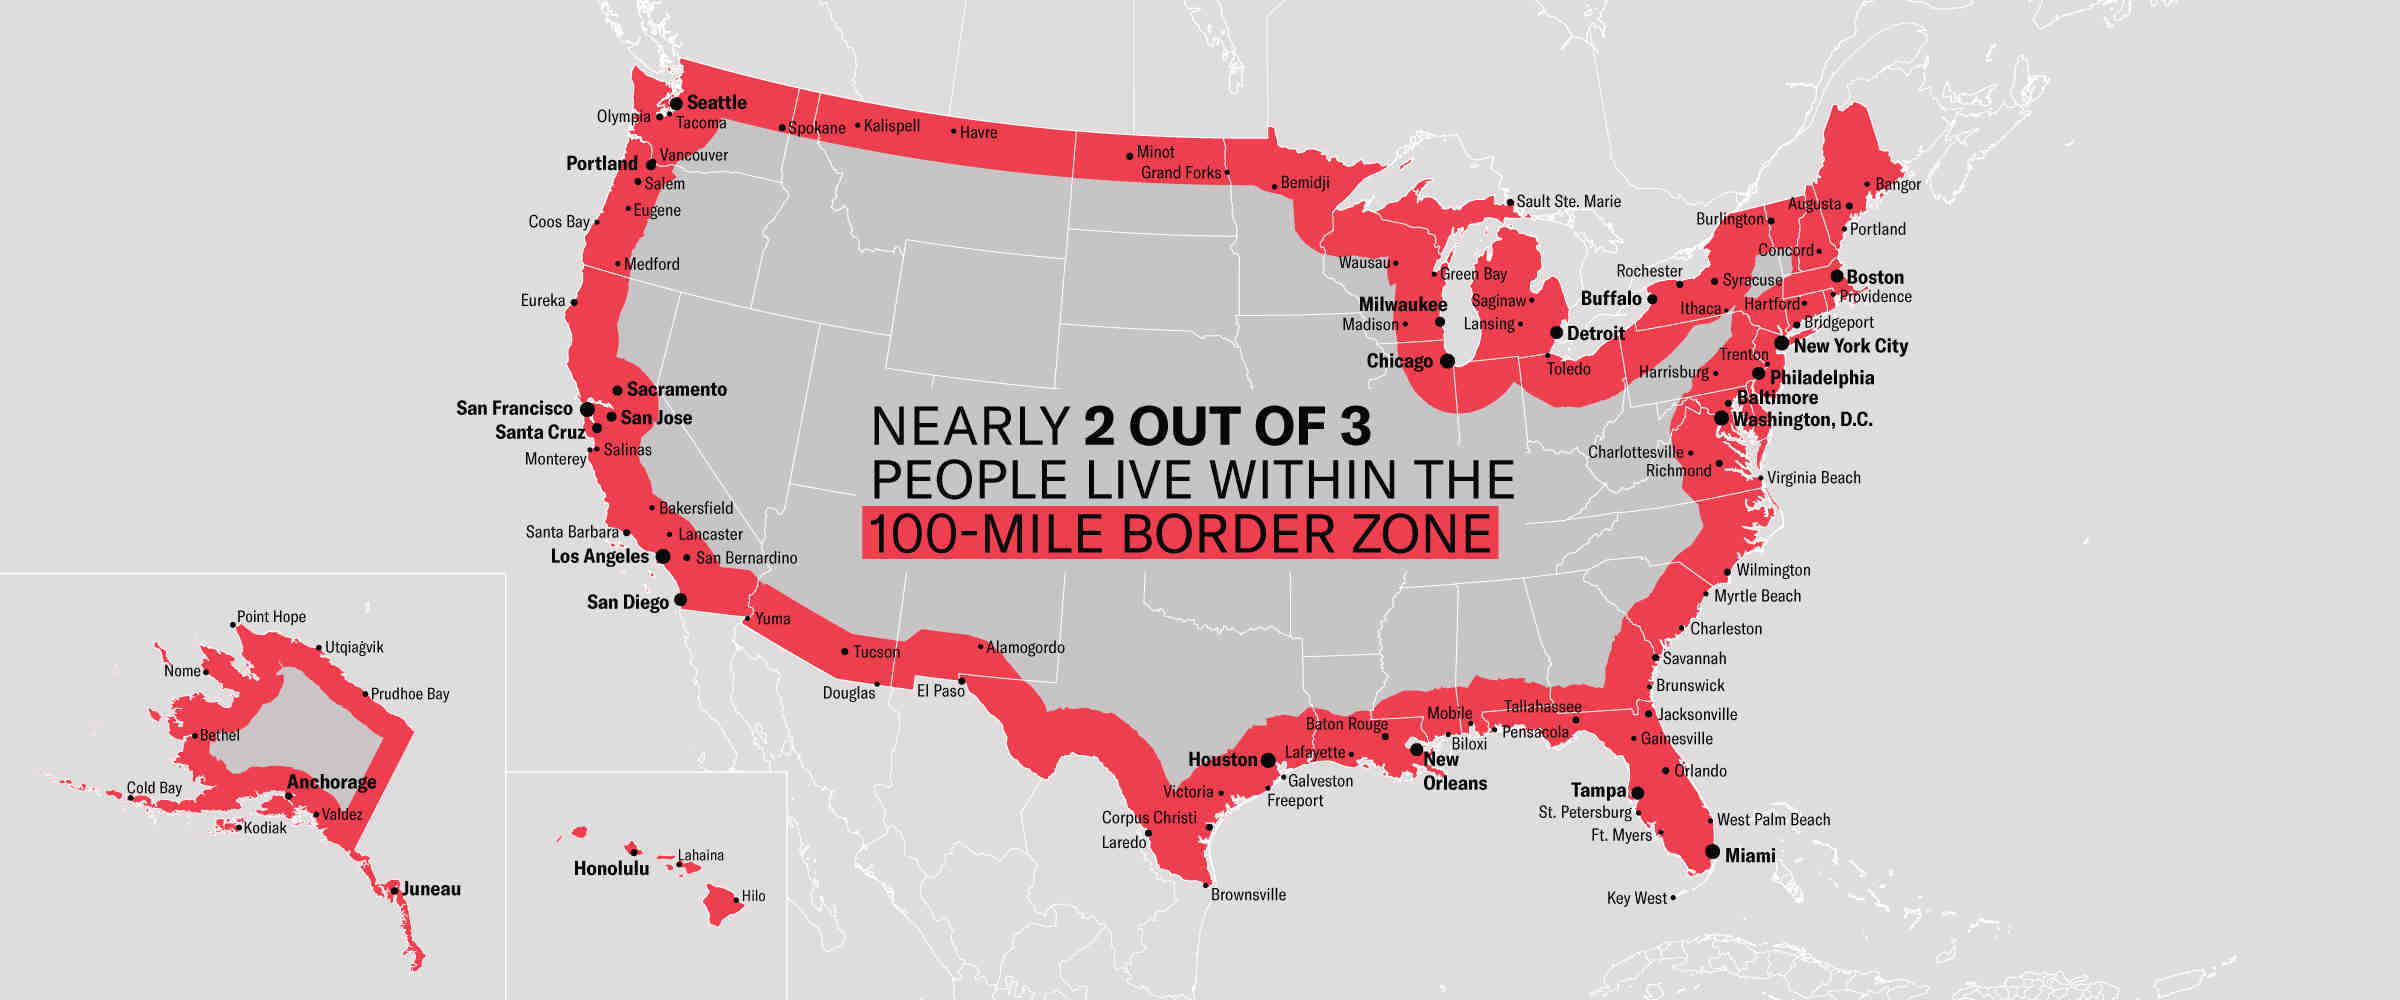 NEARLY 2 OUT OF 3
PEOPLE LIVE WITHIN THE
100-MILE BORDER ZONE
Seattle
Olympia
Tacoma
Spokane
Kalispell
Havre
Portland
Vancouver
Salem
Eugene
Coos Bay
Medford
Eureka
Sacramento
San Francisco
San Jose
Santa Cruz
Salinas
Monterey
Bakersfield
Santa Barbara
Lancaster
Los Angeles
San Bernardino
San Diego
Yuma
Tucson
Douglas
Alamogordo
El Paso
Minot
Grand Forks
Bemidji
Sault Ste. Marie
Wausau
Green Bay
Milwaukee
Madison
Saginaw
Lansing
Detroit
Chicago
Toledo
Buffalo
Rochester
Syracuse
Ithaca
Burlington
Augusta
Bangor
Portland
Concord
Boston
Providence
Hartford
Bridgeport
New York City
Trenton
Harrisburg
Philadelphia
Baltimore
Washington, D.C.
Charlottesville
Richmond
Virginia Beach
Wilmington
Myrtle Beach
Charleston
Savannah
Brunswick
Jacksonville
Gainesville
Orlando
Tampa
St. Petersburg
Ft. Myers
West Palm Beach
Miami
Key West
Tallahassee
Pensacola
Mobile
Biloxi
Baton Rouge
Lafayette
New
Orleans
Houston
Galveston
Freeport
Victoria
Corpus Christi
Laredo
Brownsville
Point Hope
Utqiaġvik
Nome
Prudhoe Bay
Bethel
Anchorage
Cold Bay
Valdez
Kodiak
Juneau
Honolulu
Lahaina
Hilo